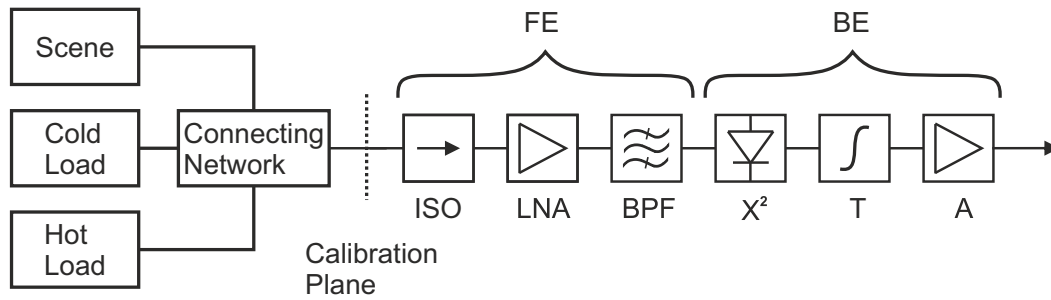 FE
BE
Scene
Cold
Load
Connecting
Network
Hot
Load
ISO
LNA
BPF
X²
T
A
Calibration
Plane